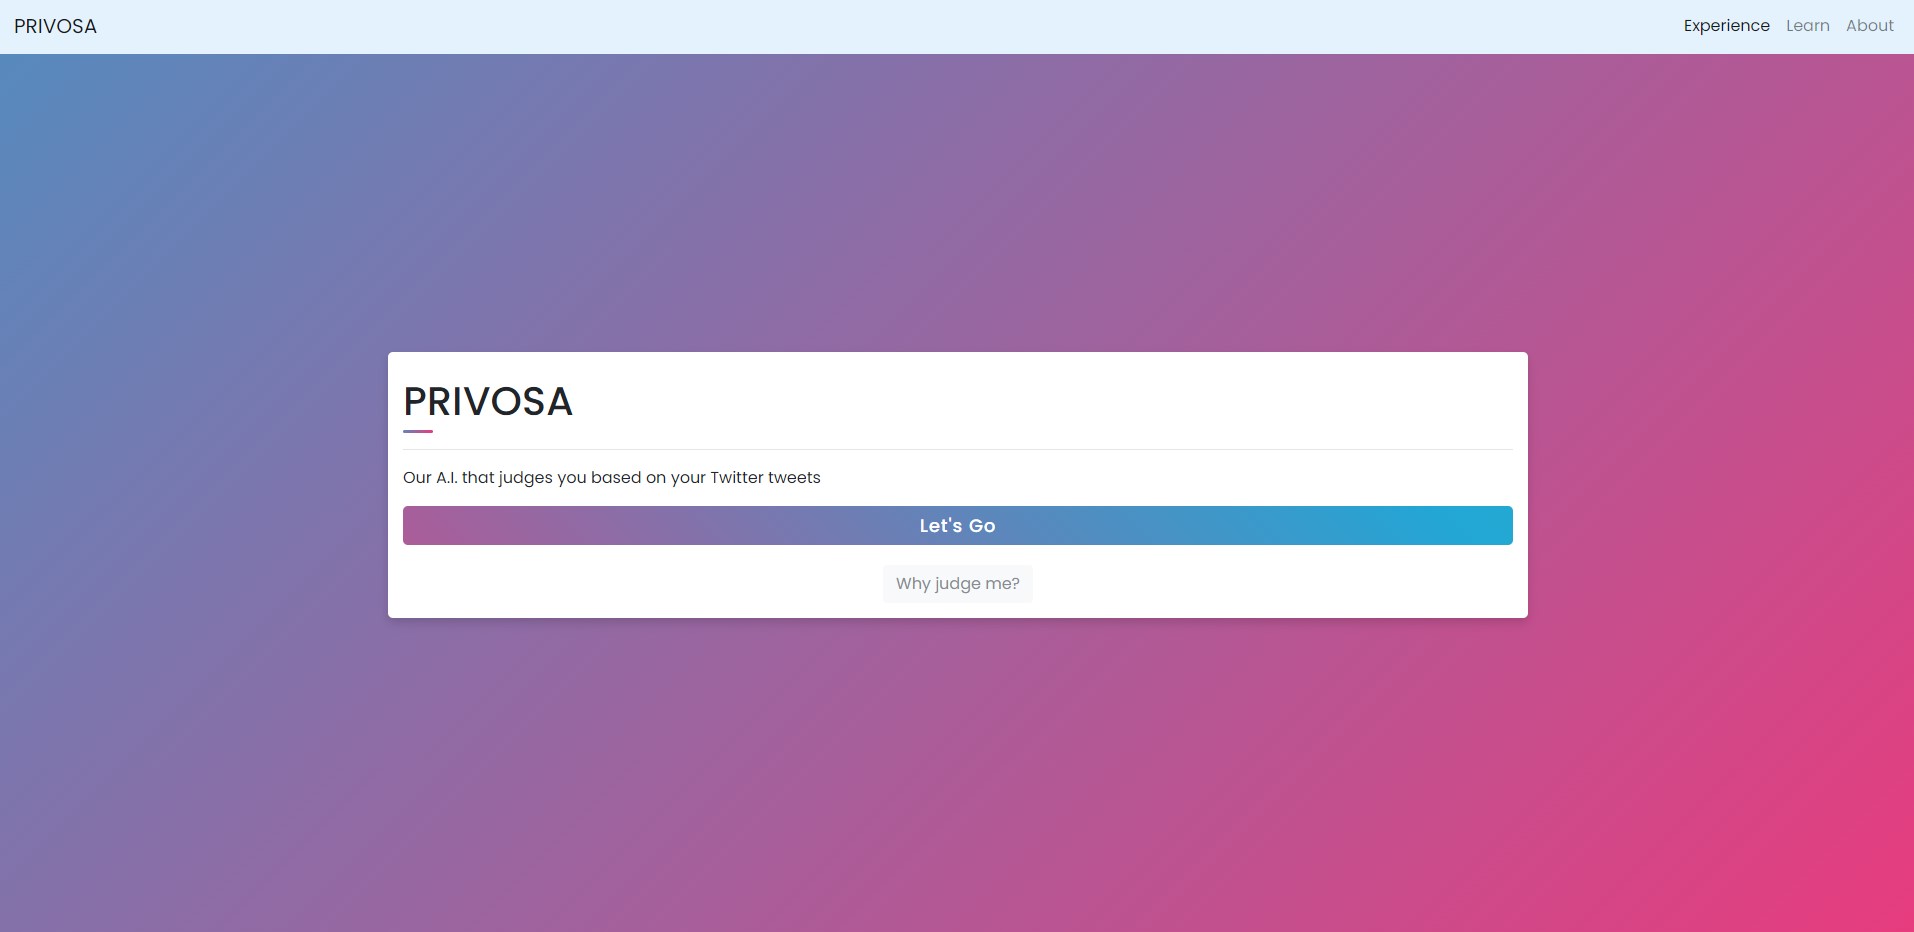 PRIVOSA
Experience Learn About
PRIVOSA
Our A.I. that judges you based on your Twitter tweets
Let's Go
Why judge me?